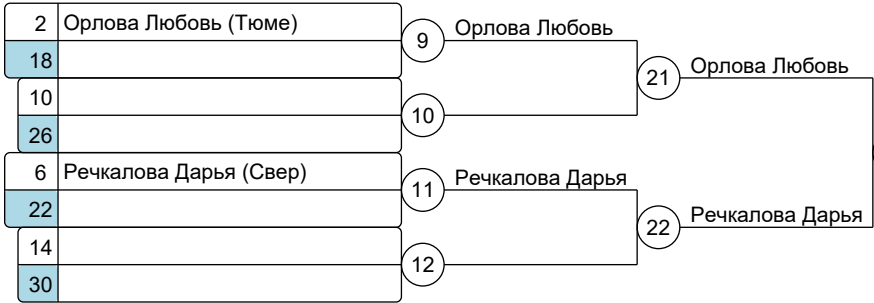 2 Орлова Любовь (Тюме)
9 Орлова Любовь
18
21 Орлова Любовь
10
10
26
6 Речкалова Дарья (Свер)
11 Речкалова Дарья
22
22 Речкалова Дарья
14
12
30